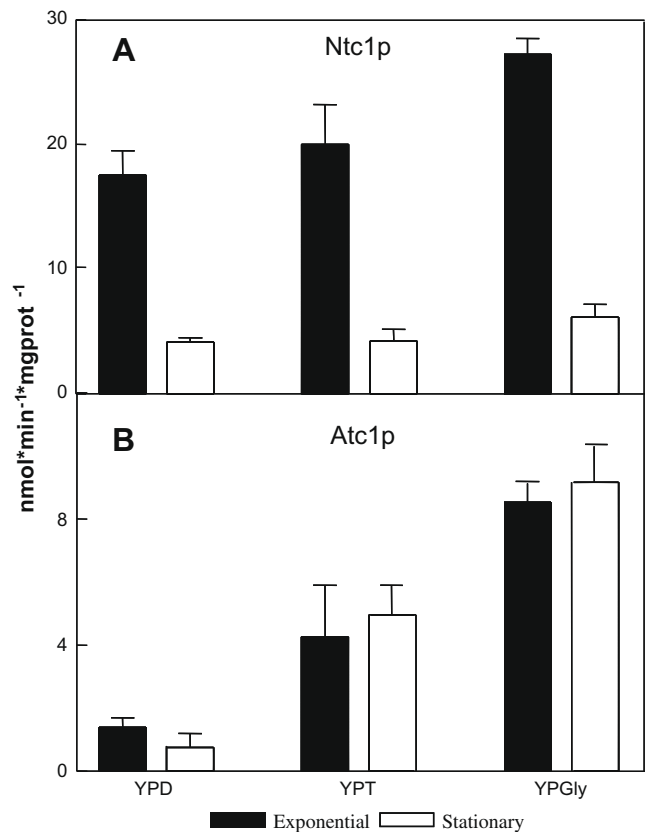 30
A
Ntc1p
20
10
0
nmol*min-1*mgprot -1
B
Atc1p
8
4
0
YPD YPT YPGly
Exponential Stationary